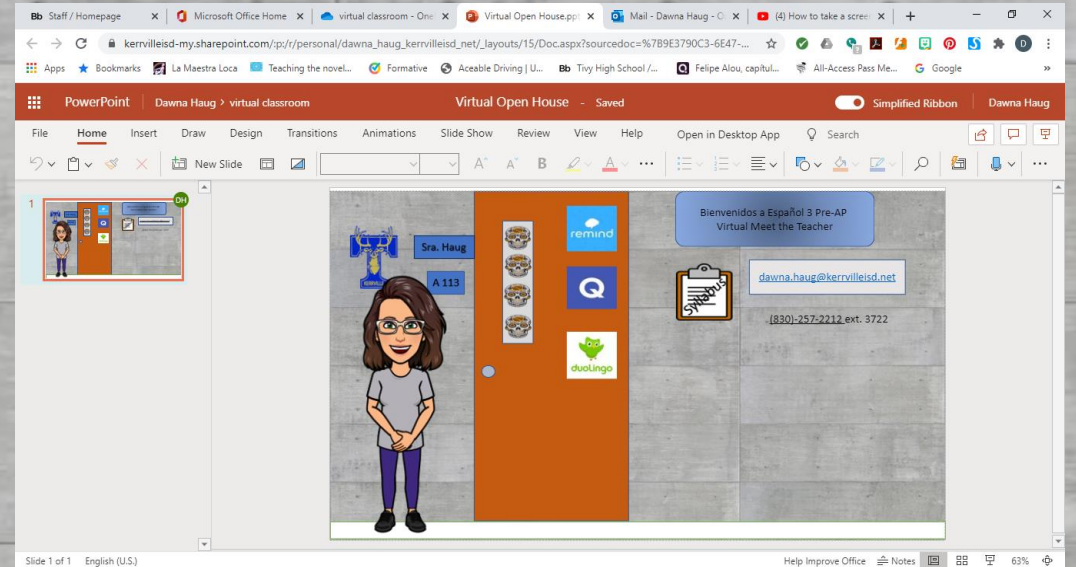 Bb Staff / Homepage
Microsoft Office Home
virtual classroom - One
Virtual Open House.ppt
Mail - Dawna Haug - O
(4) How to take a scree
kerrvilleisd-my.sharepoint.com/:p:/r/personal/dawna_haug_kerrvilleisd_net/_layouts/15/Doc.aspx?sourcedoc=%7B9E3790C3-6E47-...
Apps
Bookmarks
La Maestra Loca
Teaching the novel...
Formative
Aceable Driving | U...
Bb Tivy High School /...
Felipe Alou, capítul...
All-Access Pass Me...
G Google
»
PowerPoint
Dawna Haug > virtual classroom
Virtual Open House - Saved
Simplified Ribbon
Dawna Haug
File Home Insert Draw Design Transitions Animations Slide Show Review View Help Open in Desktop App Search
New Slide
1
DH
Sra. Haug
A 113
remind
Q
duolingo
Bienvenidos a Español 3 Pre-AP
Virtual Meet the Teacher
Syllabus
dawna.haug@kerrvilleisd.net
(830)-257-2212 ext. 3722
Slide 1 of 1 English (U.S.)
Help Improve Office Notes 63%